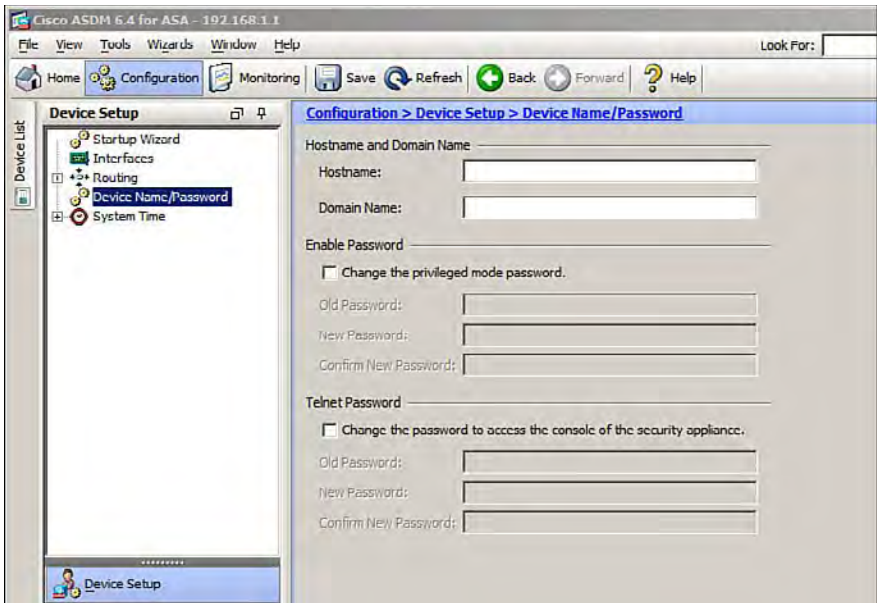 Cisco ASDM 6.4 for ASA - 192.168.1.1
File View Tools Wizards Window Help
Look For:
Home Configuration Monitoring Save Refresh Back Forward Help
Device List
Device Setup
Startup Wizard
Interfaces
Routing
Device Name/Password
System Time
Device Setup
Configuration > Device Setup > Device Name/Password
Hostname and Domain Name
Hostname:
Domain Name:
Enable Password
Change the privileged mode password.
Old Password:
New Password:
Confirm New Password:
Telnet Password
Change the password to access the console of the security appliance.
Old Password:
New Password:
Confirm New Password: